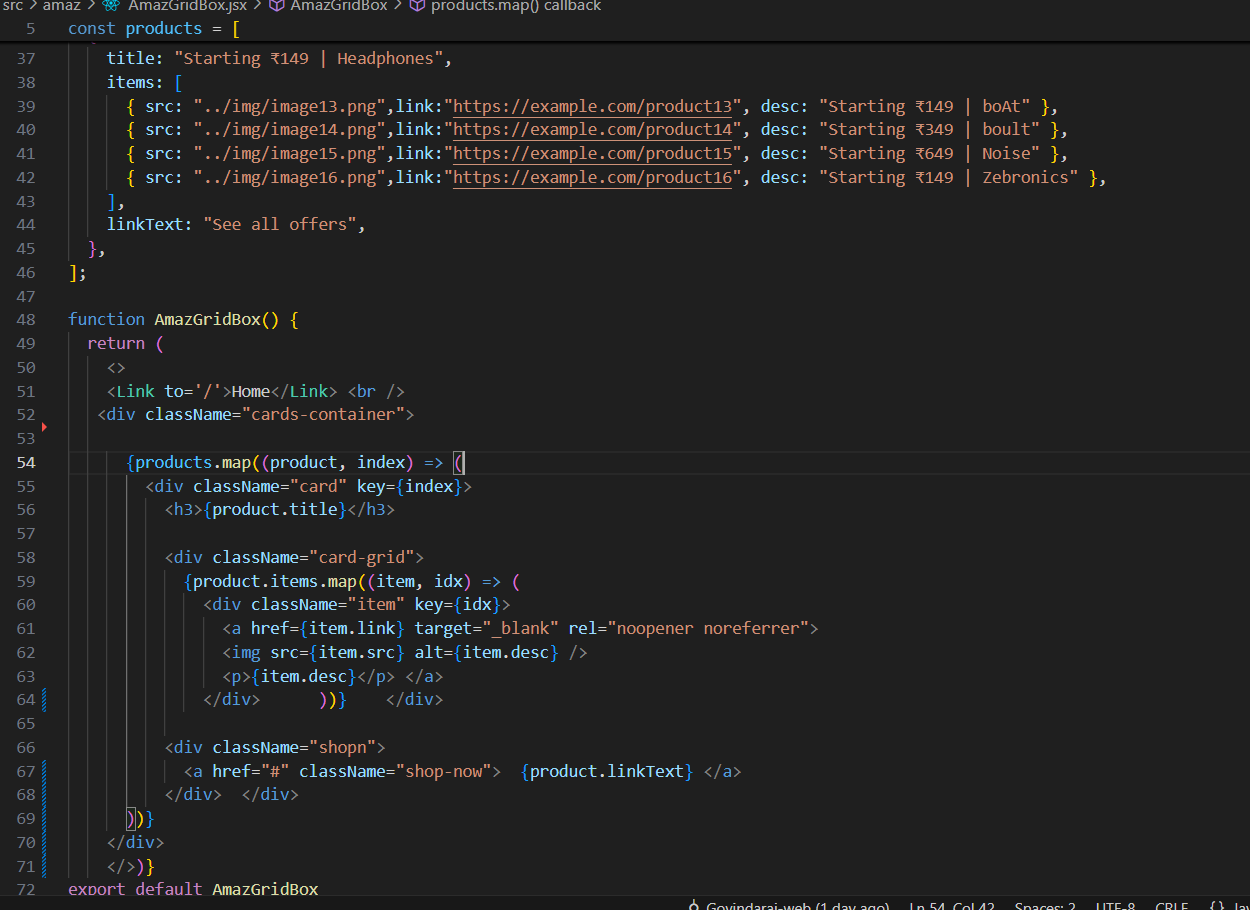 src > amaz > AmazGridBox.jsx > AmazGridBox > products.map() callback
5 const products = [
37 title: "Starting ₹149 | Headphones",
38 items: [
39 { src: "../img/image13.png",link:"https://example.com/product13", desc: "Starting ₹149 | boAt" },
40 { src: "../img/image14.png",link:"https://example.com/product14", desc: "Starting ₹349 | boult" },
41 { src: "../img/image15.png",link:"https://example.com/product15", desc: "Starting ₹649 | Noise" },
42 { src: "../img/image16.png",link:"https://example.com/product16", desc: "Starting ₹149 | Zebronics" },
43 ],
44 linkText: "See all offers",
45 },
46 ];
47
48 function AmazGridBox() {
49 return (
50 <>
51 <Link to='/'>Home</Link> <br />
52 <div className="cards-container">
53
54 {products.map((product, index) => (
55 <div className="card" key={index}>
56 <h3>{product.title}</h3>
57
58 <div className="card-grid">
59 {product.items.map((item, idx) => (
60 <div className="item" key={idx}>
61 <a href={item.link} target="_blank" rel="noopener noreferrer">
62 <img src={item.src} alt={item.desc} />
63 <p>{item.desc}</p> </a>
64 </div> ))} </div>
65
66 <div className="shopn">
67 <a href="#" className="shop-now"> {product.linkText} </a>
68 </div> </div>
69 ))}
70 </div>
71 </>)}
72 export default AmazGridBox
Govindaraj-web (1 day ago) Ln 54, Col 42 Spaces: 2 UTF-8 CRLF {}